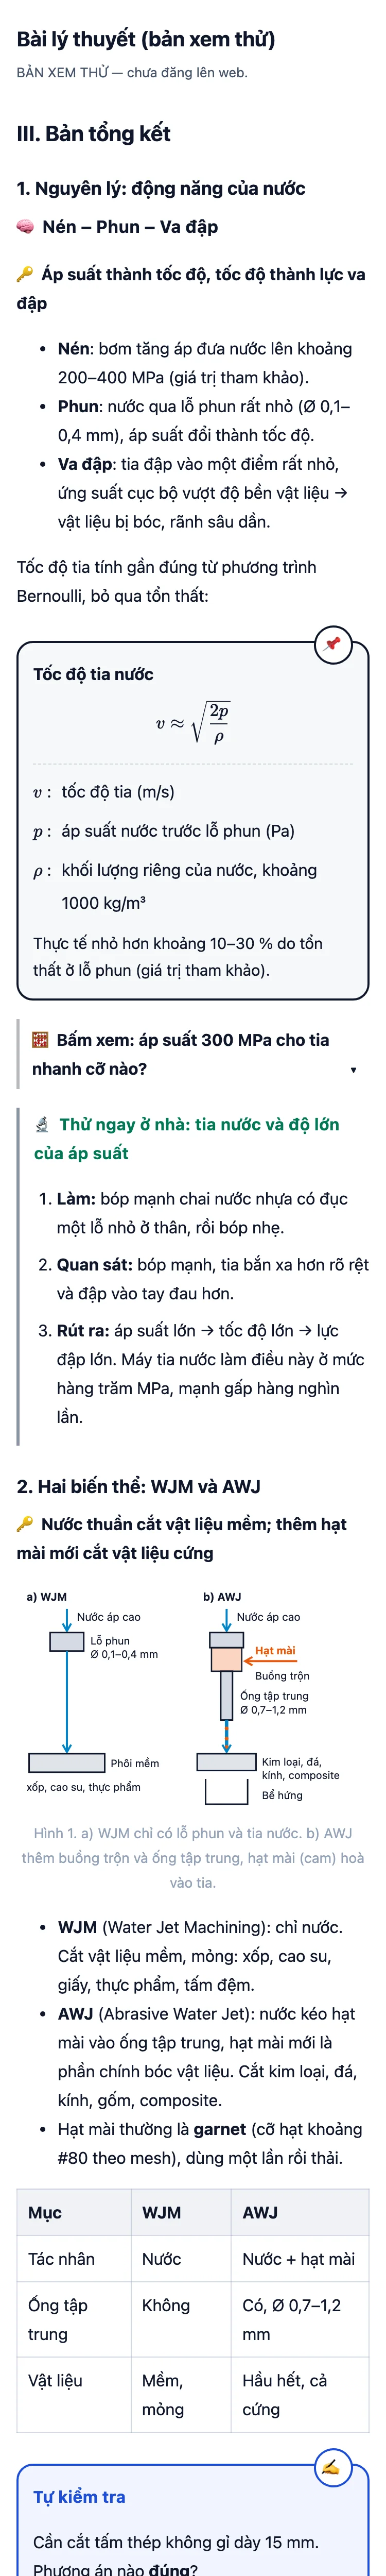 Bài lý thuyết (bản xem thử)
BẢN XEM THỬ — chưa đăng lên web.
III. Bản tổng kết
1. Nguyên lý: động năng của nước
🧠 Nén – Phun – Va đập
🔑 Áp suất thành tốc độ, tốc độ thành lực va
đập
• Nén: bơm tăng áp đưa nước lên khoảng
200–400 MPa (giá trị tham khảo).
• Phun: nước qua lỗ phun rất nhỏ (Ø 0,1–
0,4 mm), áp suất đổi thành tốc độ.
• Va đập: tia đập vào một điểm rất nhỏ,
ứng suất cục bộ vượt độ bền vật liệu →
vật liệu bị bóc, rãnh sâu dần.
Tốc độ tia tính gần đúng từ phương trình
Bernoulli, bỏ qua tổn thất:
📌
Tốc độ tia nước
v ≈ √(2p/ρ)
v : tốc độ tia (m/s)
p : áp suất nước trước lỗ phun (Pa)
ρ : khối lượng riêng của nước, khoảng
1000 kg/m³
Thực tế nhỏ hơn khoảng 10–30 % do tổn
thất ở lỗ phun (giá trị tham khảo).
🧮 Bấm xem: áp suất 300 MPa cho tia
nhanh cỡ nào? ▾
🔬 Thử ngay ở nhà: tia nước và độ lớn
của áp suất
1. Làm: bóp mạnh chai nước nhựa có đục
một lỗ nhỏ ở thân, rồi bóp nhẹ.
2. Quan sát: bóp mạnh, tia bắn xa hơn rõ rệt
và đập vào tay đau hơn.
3. Rút ra: áp suất lớn → tốc độ lớn → lực
đập lớn. Máy tia nước làm điều này ở mức
hàng trăm MPa, mạnh gấp hàng nghìn
lần.
2. Hai biến thể: WJM và AWJ
🔑 Nước thuần cắt vật liệu mềm; thêm hạt
mài mới cắt vật liệu cứng
a) WJM
Nước áp cao
Lỗ phun
Ø 0,1–0,4 mm
Phôi mềm
xốp, cao su, thực phẩm
b) AWJ
Nước áp cao
Hạt mài
Buồng trộn
Ống tập trung
Ø 0,7–1,2 mm
Kim loại, đá,
kính, composite
Bể hứng
Hình 1. a) WJM chỉ có lỗ phun và tia nước. b) AWJ
thêm buồng trộn và ống tập trung, hạt mài (cam) hoà
vào tia.
• WJM (Water Jet Machining): chỉ nước.
Cắt vật liệu mềm, mỏng: xốp, cao su,
giấy, thực phẩm, tấm đệm.
• AWJ (Abrasive Water Jet): nước kéo hạt
mài vào ống tập trung, hạt mài mới là
phần chính bóc vật liệu. Cắt kim loại, đá,
kính, gốm, composite.
• Hạt mài thường là garnet (cỡ hạt khoảng
#80 theo mesh), dùng một lần rồi thải.
Mục WJM AWJ
Tác nhân Nước Nước + hạt mài
Ống tập Không Có, Ø 0,7–1,2
trung mm
Vật liệu Mềm, Hầu hết, cả
mỏng cứng
✍️
Tự kiểm tra
Cần cắt tấm thép không gỉ dày 15 mm.
Phương án nào đúng?